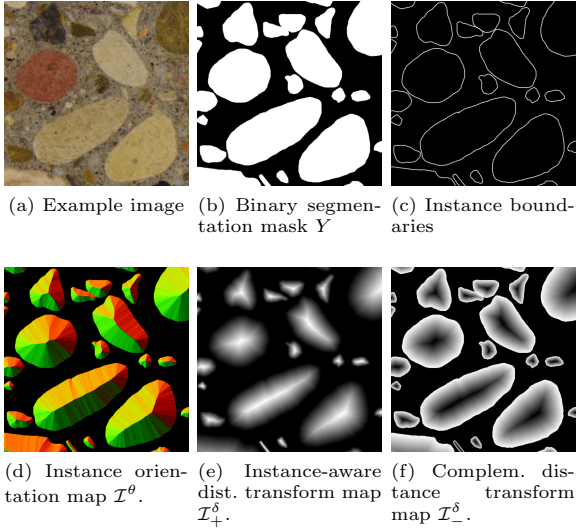 (a) Example image
(b) Binary segmen-
tation mask Y
(c) Instance bound-
aries
(d) Instance orien-
tation map 𝓘^θ.
(e) Instance-aware
dist. transform map
𝓘^δ_+.
(f) Complem. dis-
tance transform
map 𝓘^δ_−.